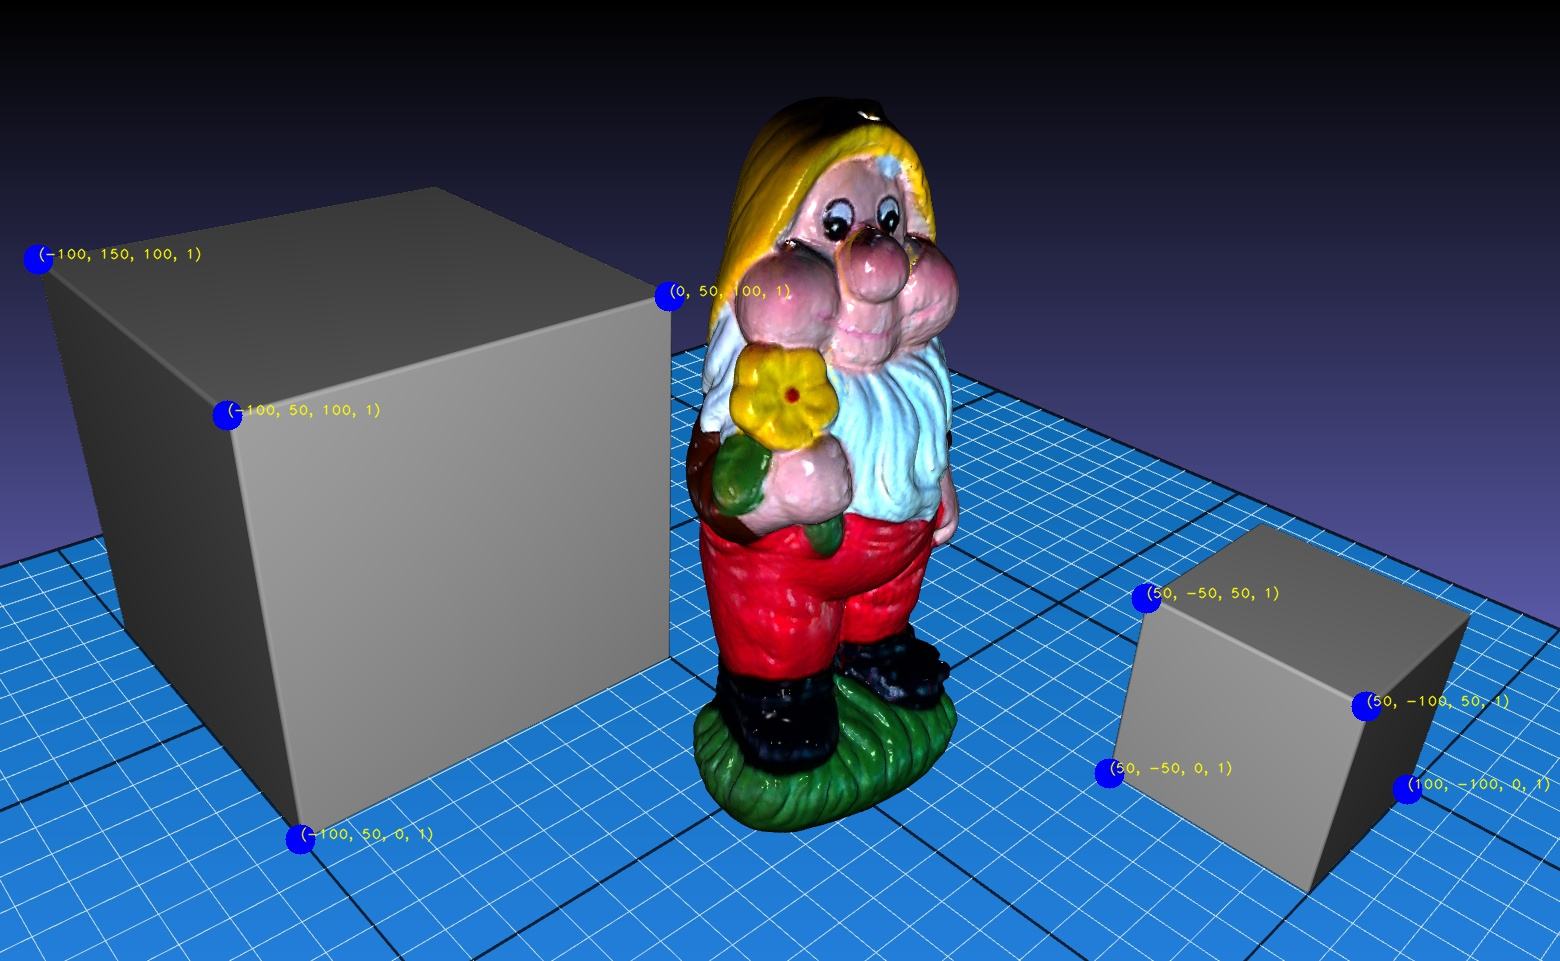 (-100, 150, 100, 1)
(0, 50, 100, 1)
(-100, 50, 100, 1)
(50, -50, 50, 1)
(50, -100, 50, 1)
(50, -50, 0, 1)
(100, -100, 0, 1)
(-100, 50, 0, 1)